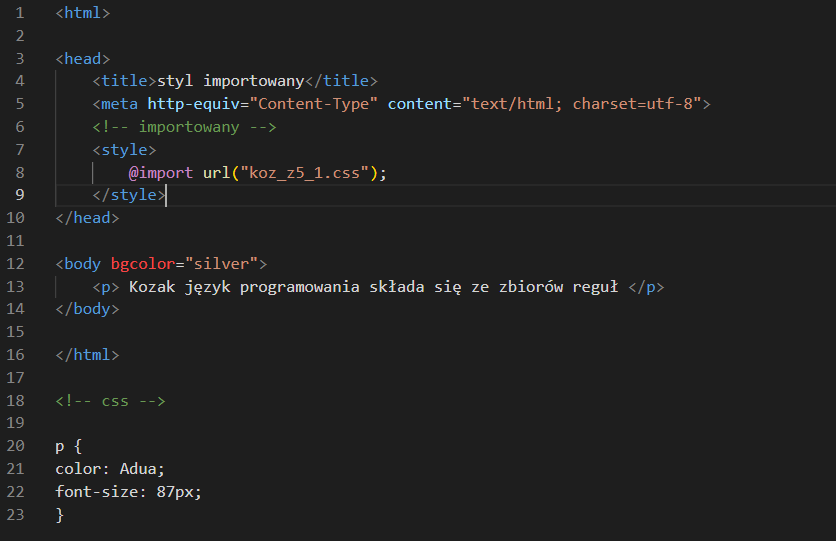 1 <html>
2
3 <head>
4 <title>styl importowany</title>
5 <meta http-equiv="Content-Type" content="text/html; charset=utf-8">
6 <!-- importowany -->
7 <style>
8 @import url("koz_z5_1.css");
9 </style>
10 </head>
11
12 <body bgcolor="silver">
13 <p> Kozak język programowania składa się ze zbiorów reguł </p>
14 </body>
15
16 </html>
17
18 <!-- css -->
19
20 p {
21 color: Adua;
22 font-size: 87px;
23 }